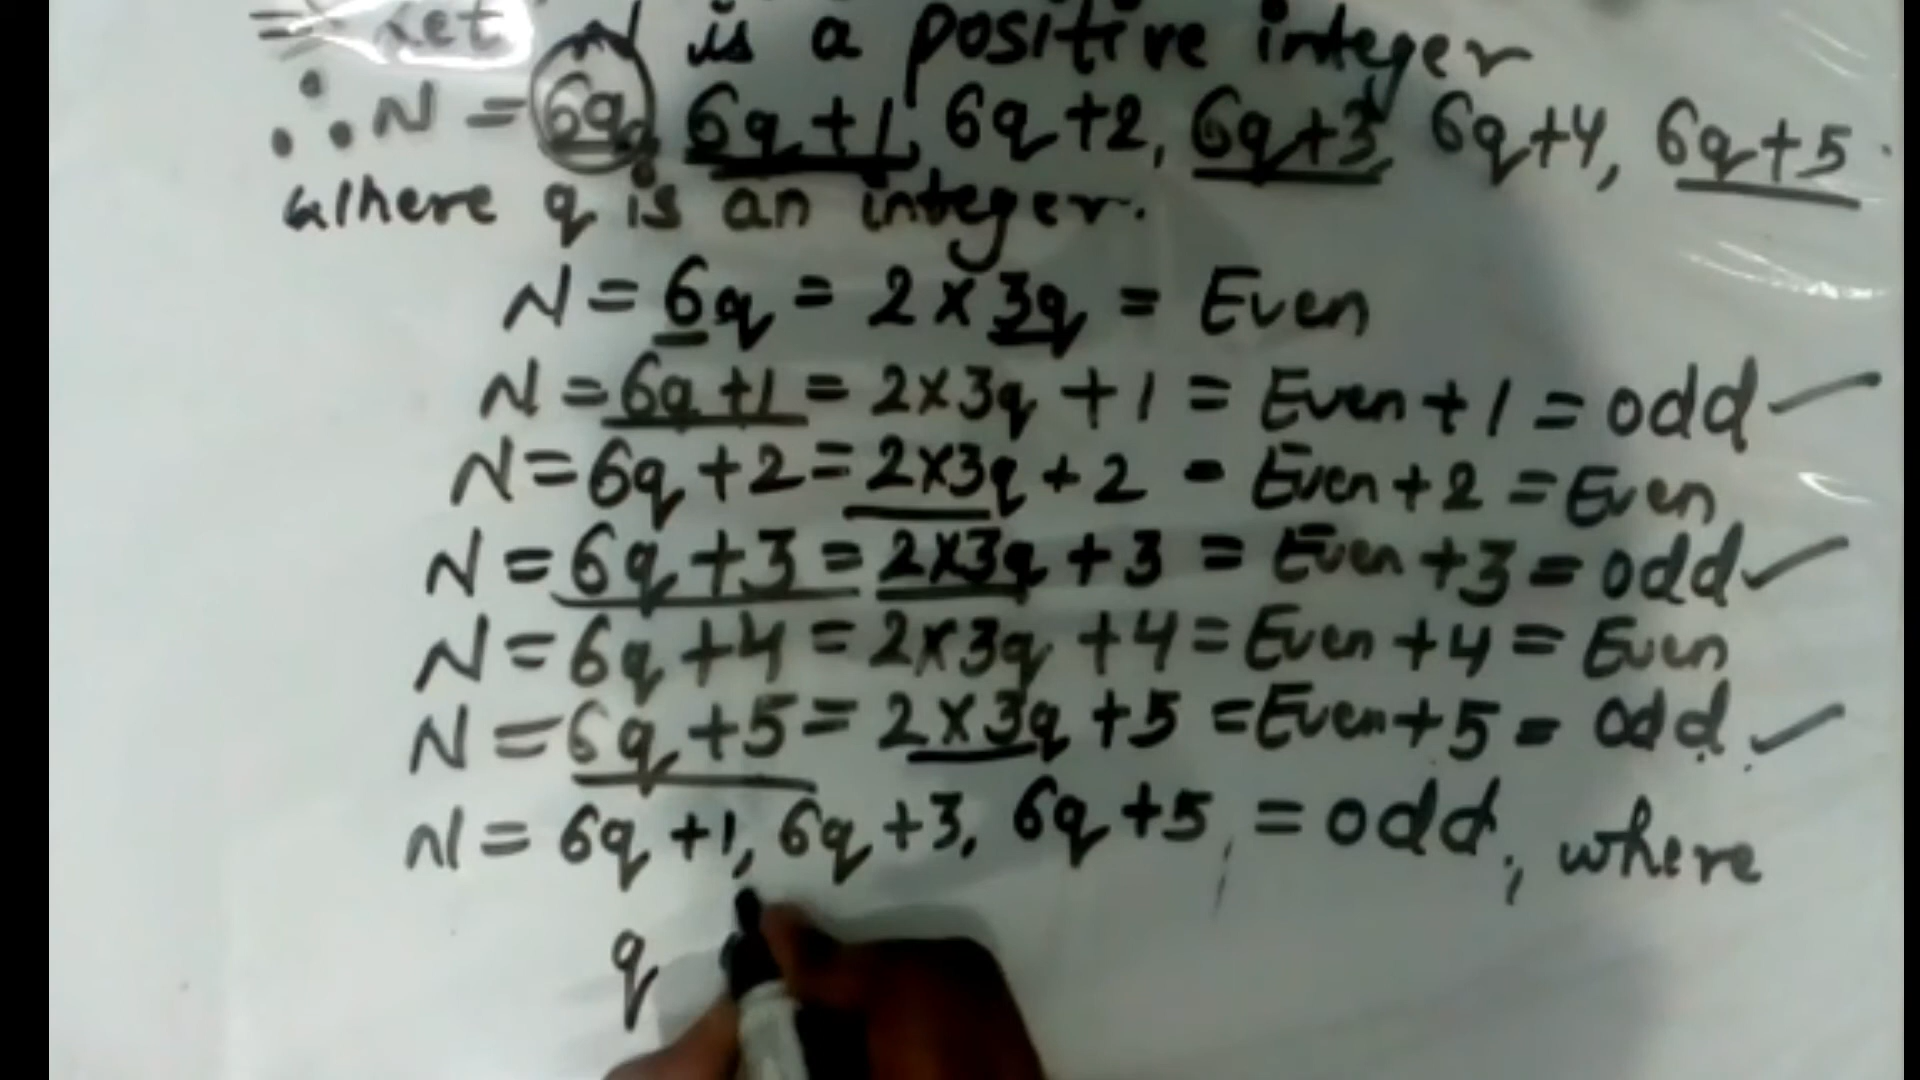 => Let N is a positive integer
∴ N = 6q, 6q+1, 6q+2, 6q+3, 6q+4, 6q+5.
where q is an integer.
N = 6q = 2×3q = Even
N = 6q+1 = 2×3q+1 = Even+1 = odd
N = 6q+2 = 2×3q+2 - Even+2 = Even
N = 6q+3 = 2×3q+3 = Even+3 = odd
N = 6q+4 = 2×3q+4 = Even+4 = Even
N = 6q+5 = 2×3q+5 = Even+5 = odd
N = 6q+1, 6q+3, 6q+5, = odd, where
q